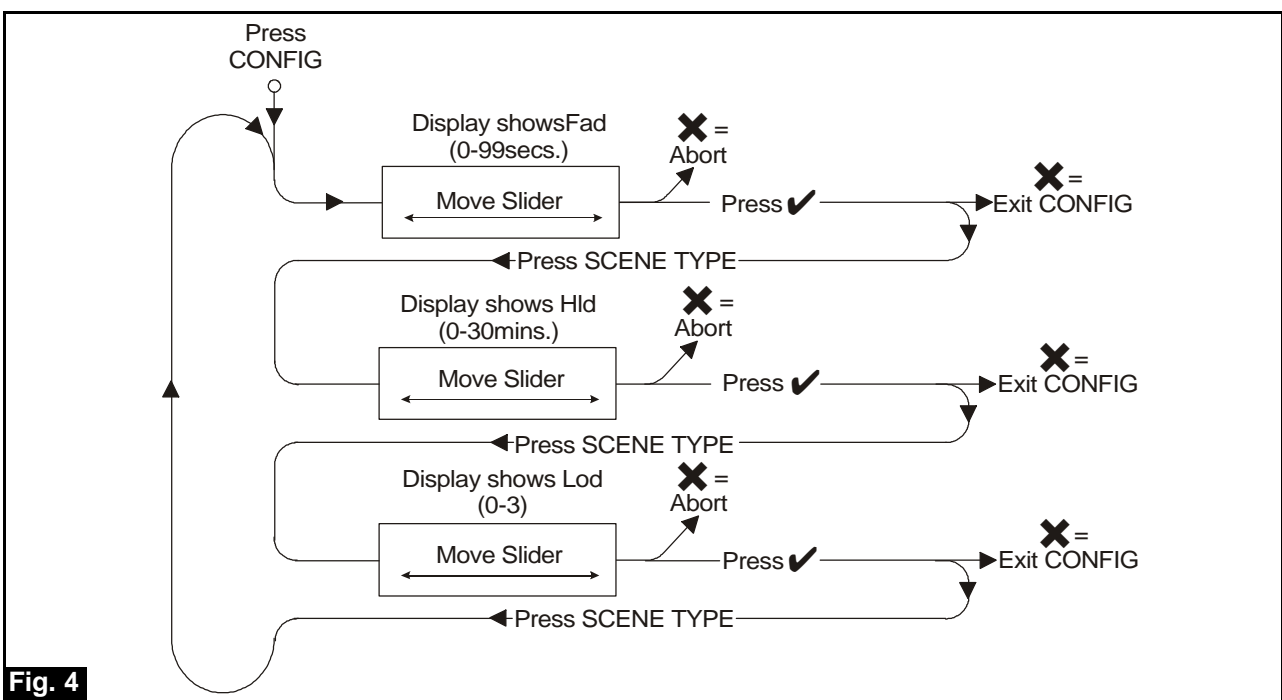 Press
CONFIG
Display showsFad
(0-99secs.)
Move Slider
✖ =
Abort
Press ✔
✖ =
Exit CONFIG
Press SCENE TYPE
Display shows Hld
(0-30mins.)
Move Slider
✖ =
Abort
Press ✔
✖ =
Exit CONFIG
Press SCENE TYPE
Display shows Lod
(0-3)
Move Slider
✖ =
Abort
Press ✔
✖ =
Exit CONFIG
Press SCENE TYPE
Fig. 4